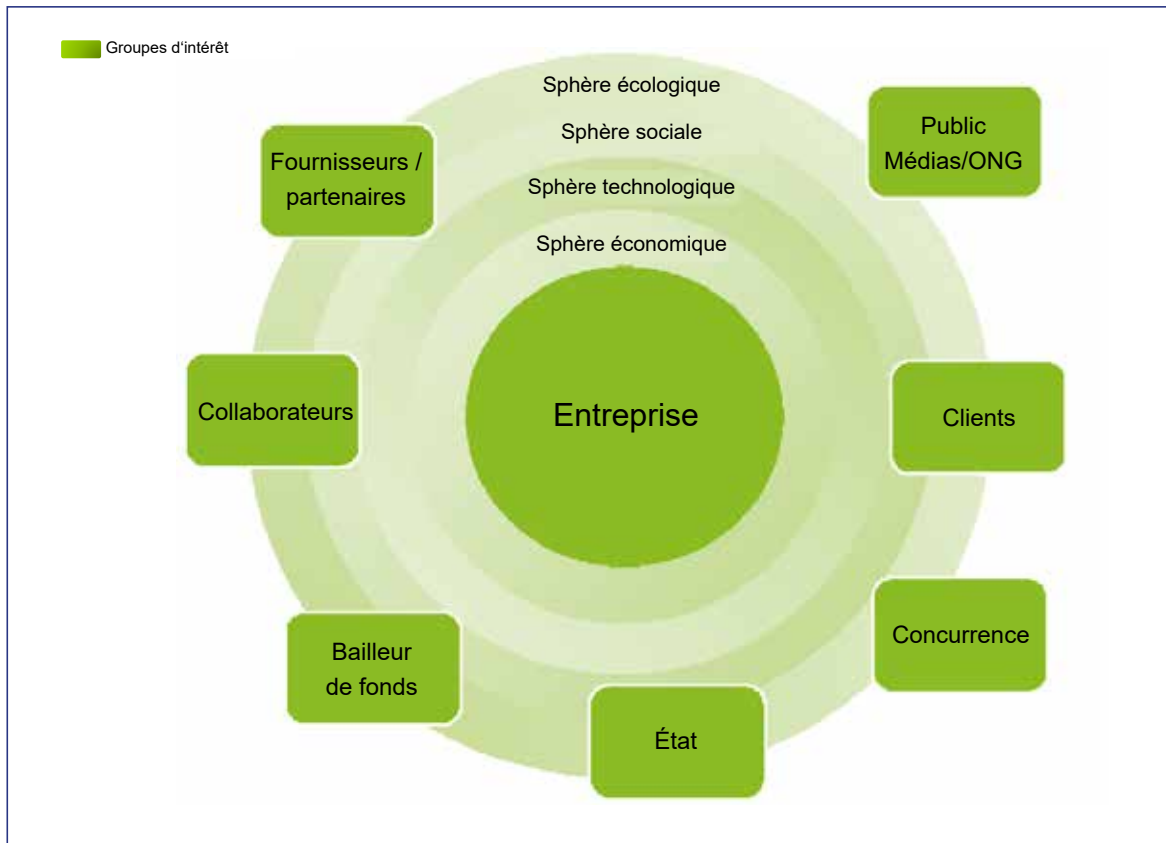 Groupes d‘intérêt
Sphère écologique
Sphère sociale
Sphère technologique
Sphère économique
Public
Médias/ONG
Fournisseurs /
partenaires
Collaborateurs
Entreprise
Clients
Concurrence
Bailleur
de fonds
État